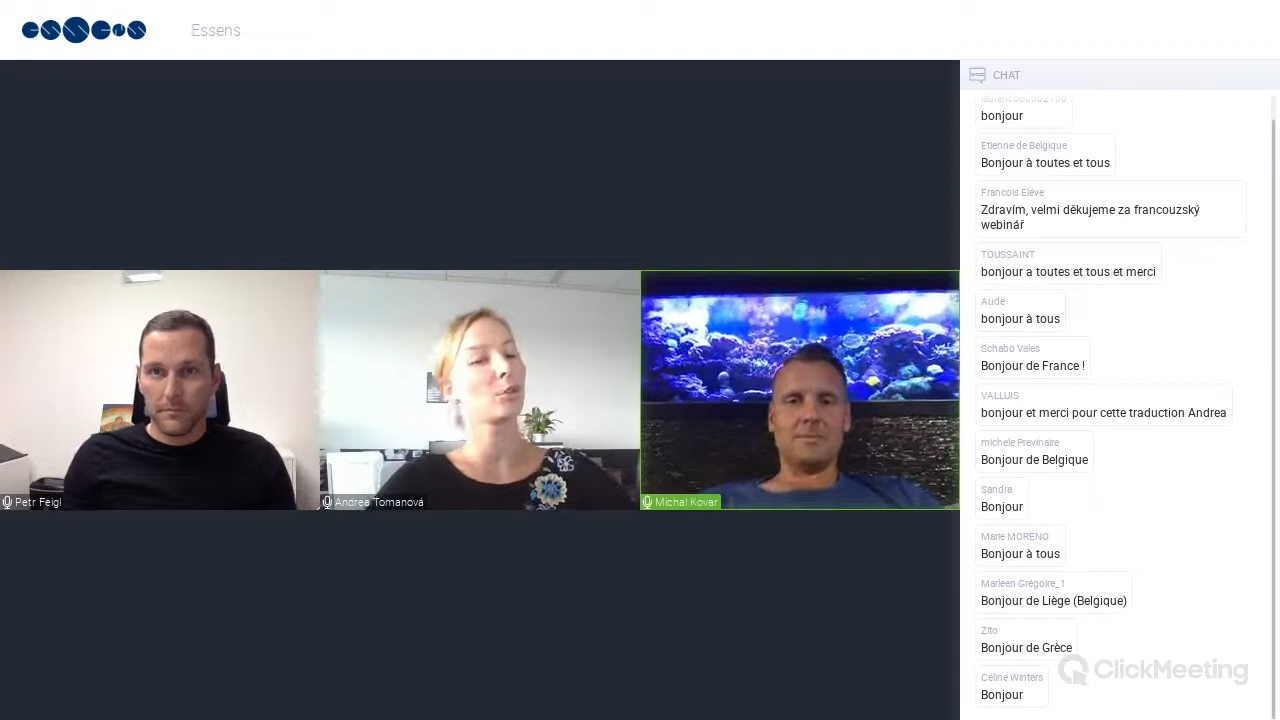 essens
Essens
CHAT
bonjour
Etienne de Belgique
Bonjour à toutes et tous
Francois Elève
Zdravím, velmi děkujeme za francouzský
webinář
TOUSSAINT
bonjour a toutes et tous et merci
Aude
bonjour à tous
Schabo Vales
Bonjour de France !
VALLUIS
bonjour et merci pour cette traduction Andrea
michele Previnaire
Bonjour de Belgique
Sandra
Bonjour
Marie MORENO
Bonjour à tous
Marleen Grégoire_1
Bonjour de Liège (Belgique)
Zito
Bonjour de Grèce
Céline Winters
Bonjour
ClickMeeting
Petr Feigl
Andrea Tomanová
Michal Kovar